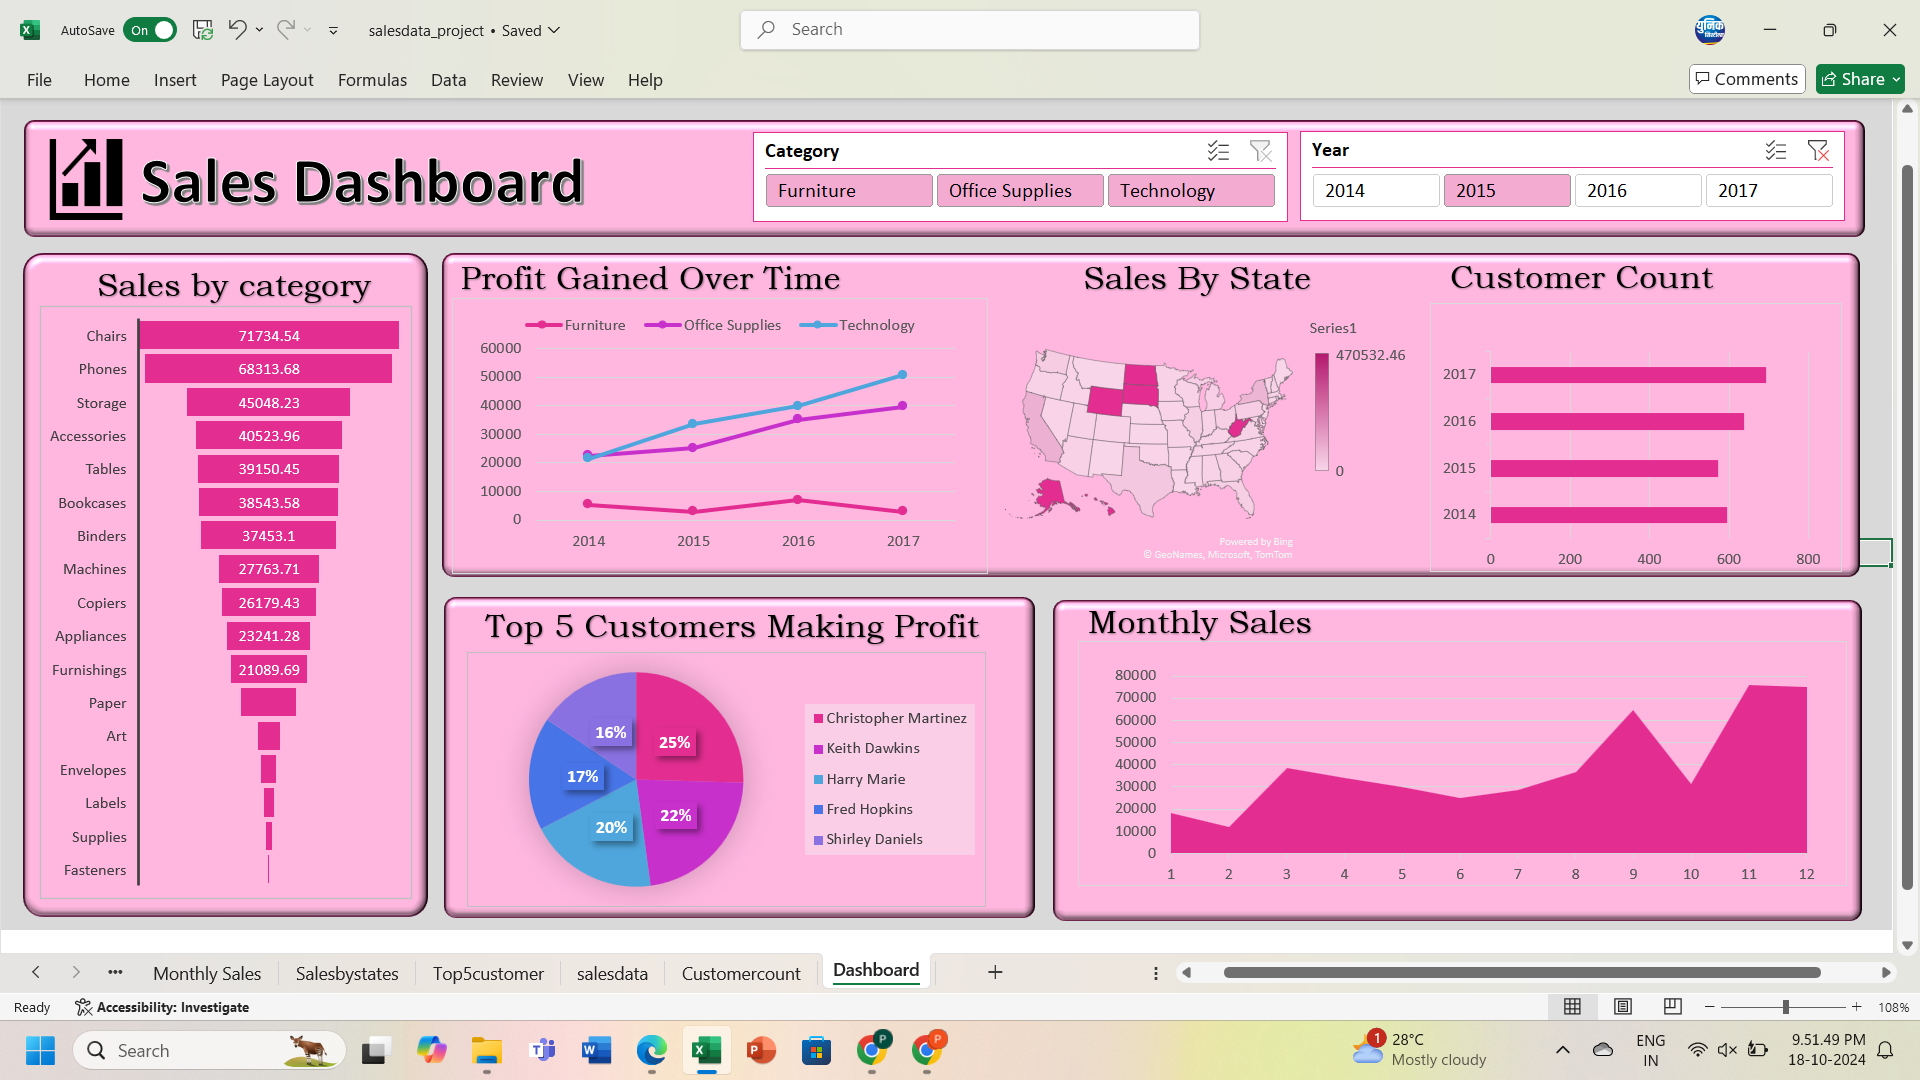 AutoSave On salesdata_project • Saved Search
File Home Insert Page Layout Formulas Data Review View Help Comments Share
Sales Dashboard
Category
Furniture Office Supplies Technology
Year
2014 2015 2016 2017
Sales by category
Chairs 71734.54
Phones 68313.68
Storage 45048.23
Accessories 40523.96
Tables 39150.45
Bookcases 38543.58
Binders 37453.1
Machines 27763.71
Copiers 26179.43
Appliances 23241.28
Furnishings 21089.69
Paper
Art
Envelopes
Labels
Supplies
Fasteners
Profit Gained Over Time
Furniture Office Supplies Technology
60000
50000
40000
30000
20000
10000
0
2014 2015 2016 2017
Sales By State
Series1
470532.46
0
Powered by Bing
© GeoNames, Microsoft, TomTom
Customer Count
2017
2016
2015
2014
0 200 400 600 800
Top 5 Customers Making Profit
16% 25%
17%
20% 22%
Christopher Martinez
Keith Dawkins
Harry Marie
Fred Hopkins
Shirley Daniels
Monthly Sales
80000
70000
60000
50000
40000
30000
20000
10000
0
1 2 3 4 5 6 7 8 9 10 11 12
Monthly Sales Salesbystates Top5customer salesdata Customercount Dashboard
Ready Accessibility: Investigate 108%
Search
1 28°C
Mostly cloudy
ENG
IN
9.51.49 PM
18-10-2024